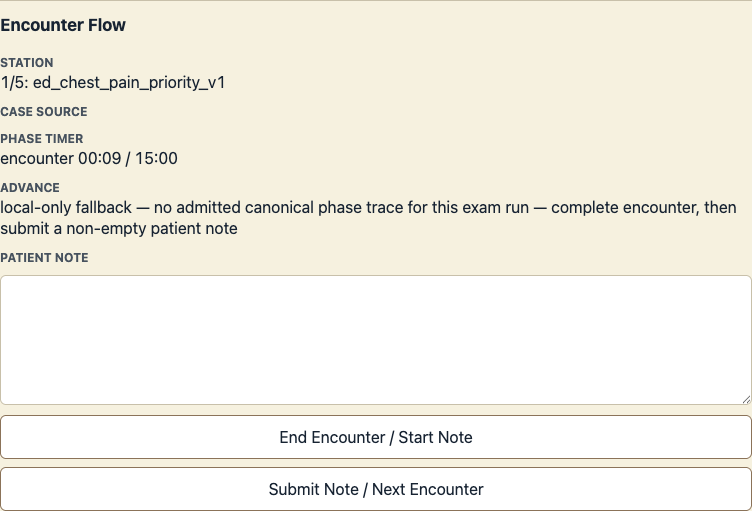 Encounter Flow
STATION
1/5: ed_chest_pain_priority_v1
CASE SOURCE
PHASE TIMER
encounter 00:09 / 15:00
ADVANCE
local-only fallback — no admitted canonical phase trace for this exam run — complete encounter, then
submit a non-empty patient note
PATIENT NOTE
End Encounter / Start Note
Submit Note / Next Encounter